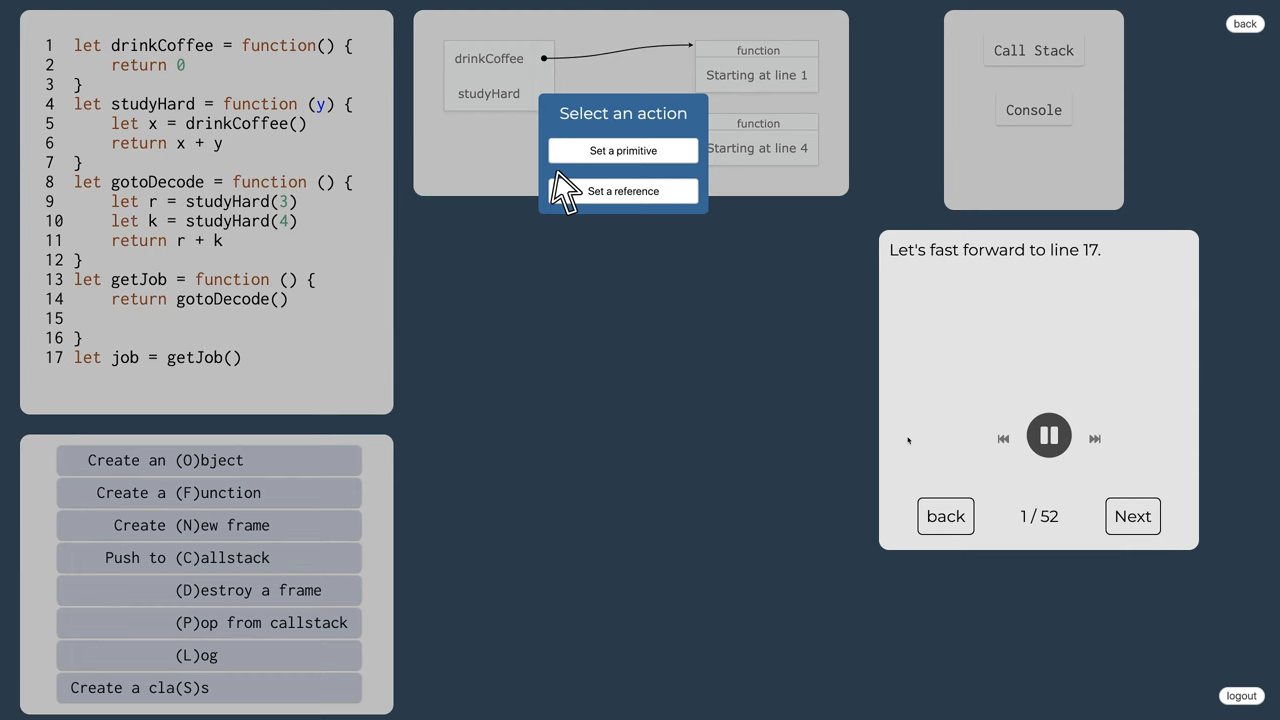 1 let drinkCoffee = function() {
2 return 0
3 }
4 let studyHard = function (y) {
5 let x = drinkCoffee()
6 return x + y
7 }
8 let gotoDecode = function () {
9 let r = studyHard(3)
10 let k = studyHard(4)
11 return r + k
12 }
13 let getJob = function () {
14 return gotoDecode()
15
16 }
17 let job = getJob()
Create an (O)bject
Create a (F)unction
Create (N)ew frame
Push to (C)allstack
(D)estroy a frame
(P)op from callstack
(L)og
Create a cla(S)s
drinkCoffee
studyHard
function
Starting at line 1
function
Starting at line 4
Select an action
Set a primitive
Set a reference
Call Stack
Console
back
Let's fast forward to line 17.
back
1 / 52
Next
logout